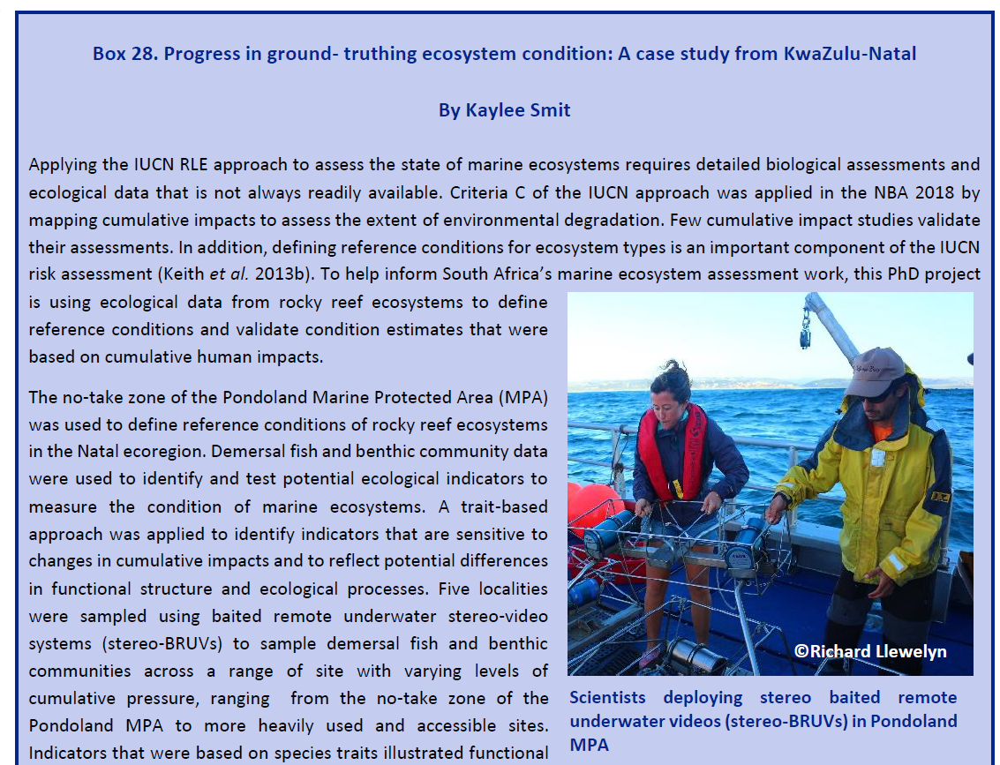 Box 28. Progress in ground- truthing ecosystem condition: A case study from KwaZulu-Natal
By Kaylee Smit
Applying the IUCN RLE approach to assess the state of marine ecosystems requires detailed biological assessments and
ecological data that is not always readily available. Criteria C of the IUCN approach was applied in the NBA 2018 by
mapping cumulative impacts to assess the extent of environmental degradation. Few cumulative impact studies validate
their assessments. In addition, defining reference conditions for ecosystem types is an important component of the IUCN
risk assessment (Keith et al. 2013b). To help inform South Africa’s marine ecosystem assessment work, this PhD project
is using ecological data from rocky reef ecosystems to define
reference conditions and validate condition estimates that were
based on cumulative human impacts.
The no-take zone of the Pondoland Marine Protected Area (MPA)
was used to define reference conditions of rocky reef ecosystems
in the Natal ecoregion. Demersal fish and benthic community data
were used to identify and test potential ecological indicators to
measure the condition of marine ecosystems. A trait-based
approach was applied to identify indicators that are sensitive to
changes in cumulative impacts and to reflect potential differences
in functional structure and ecological processes. Five localities
were sampled using baited remote underwater stereo-video
systems (stereo-BRUVs) to sample demersal fish and benthic
communities across a range of site with varying levels of
cumulative pressure, ranging from the no-take zone of the
Pondoland MPA to more heavily used and accessible sites.
Indicators that were based on species traits illustrated functional
©Richard Llewelyn
Scientists deploying stereo baited remote
underwater videos (stereo-BRUVs) in Pondoland
MPA